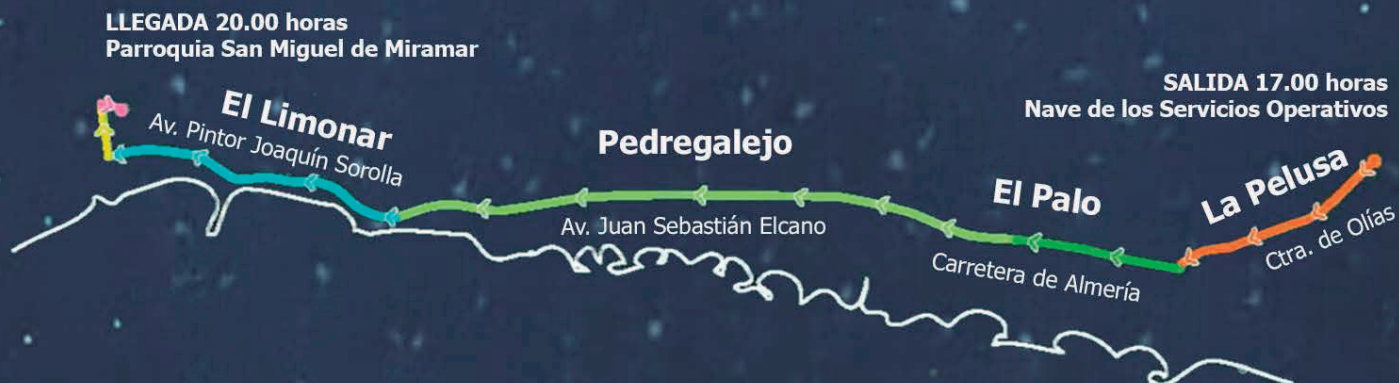 LLEGADA 20.00 horas
Parroquia San Miguel de Miramar
SALIDA 17.00 horas
Nave de los Servicios Operativos
El Limonar
Av. Pintor Joaquín Sorolla
Pedregalejo
Av. Juan Sebastián Elcano
El Palo
Carretera de Almería
La Pelusa
Ctra. de Olías